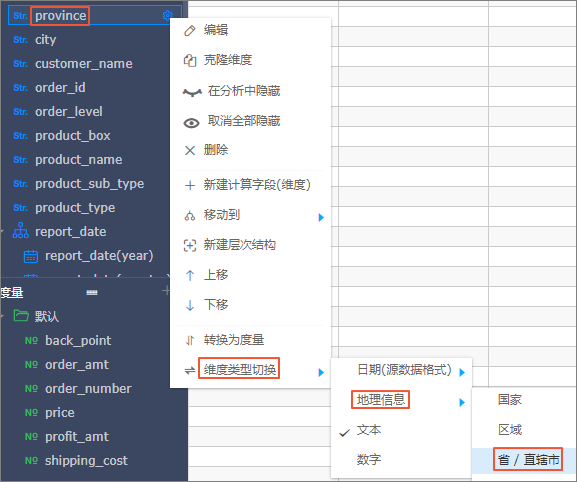 Str. province
Str. city
Str. customer_name
Str. order_id
Str. order_level
Str. product_box
Str. product_name
Str. product_sub_type
Str. product_type
report_date
report_date(year)
度量
默认
Nº back_point
Nº order_amt
Nº order_number
Nº price
Nº profit_amt
Nº shipping_cost
编辑
克隆维度
在分析中隐藏
取消全部隐藏
删除
新建计算字段(维度)
移动到
新建层次结构
上移
下移
转换为度量
维度类型切换
日期(源数据格式)
地理信息
文本
数字
国家
区域
省 / 直辖市